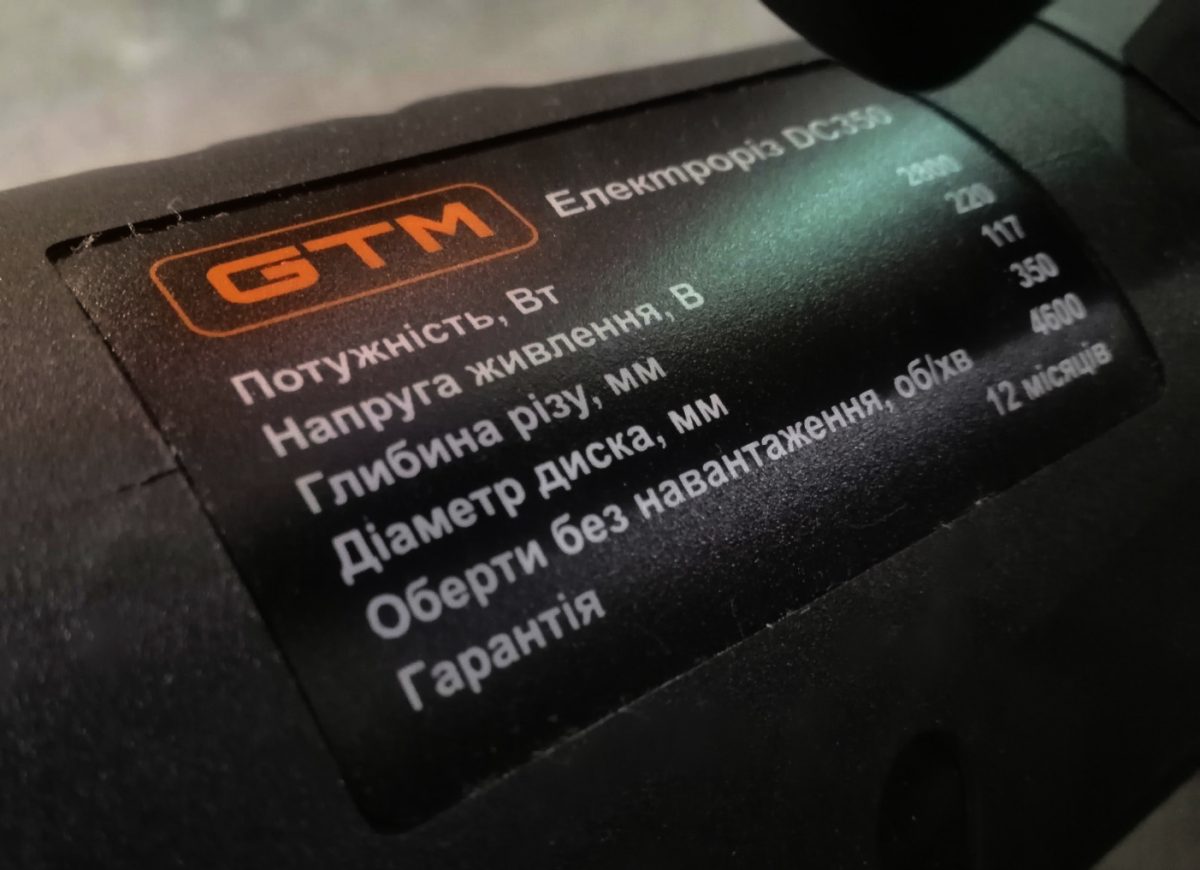 GTM Електроріз DC350
Потужність, Вт 2800
Напруга живлення, В 220
Глибина різу, мм 117
Діаметр диска, мм 350
Оберти без навантаження, об/хв 4600
Гарантія 12 місяців